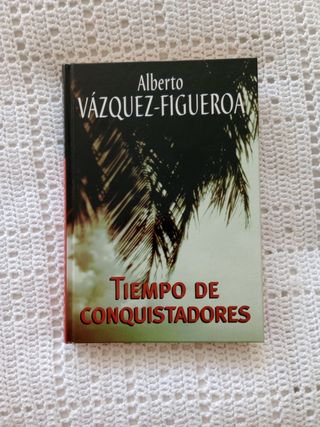 Alberto
VÁZQUEZ-FIGUEROA
TIEMPO DE
CONQUISTADORES